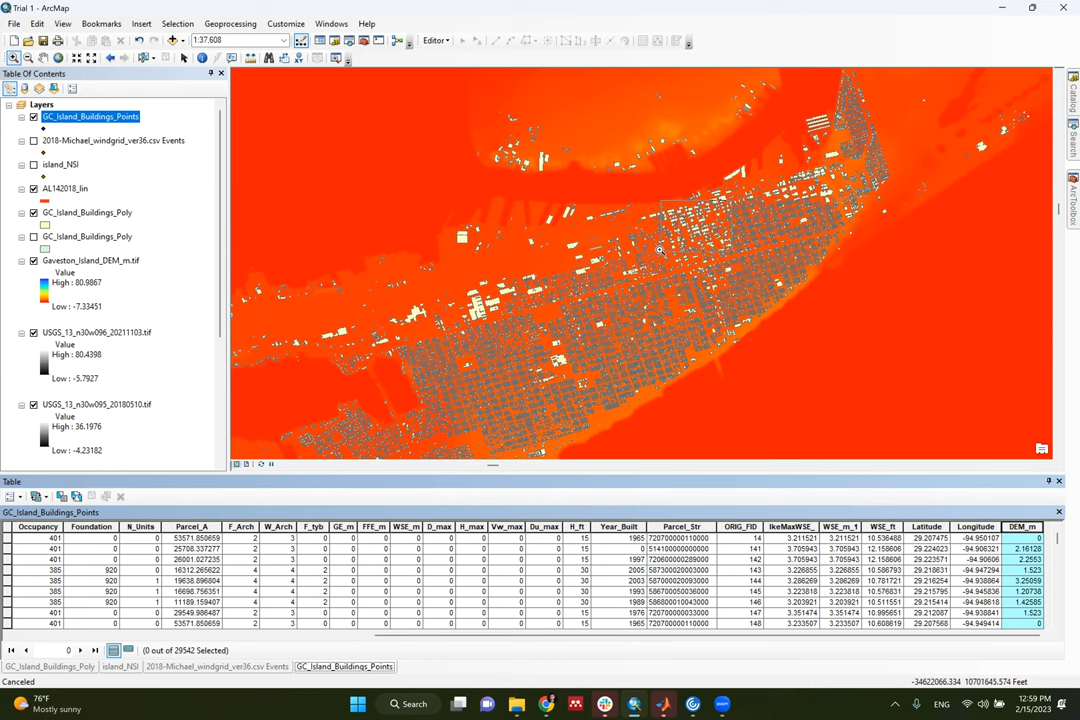 Trial 1 - ArcMap
File Edit View Bookmarks Insert Selection Geoprocessing Customize Windows Help
1:37,608
Editor
Table Of Contents
Layers
GC_Island_Buildings_Points
2018-Michael_windgrid_ver36.csv Events
island_NSI
AL142018_lin
GC_Island_Buildings_Poly
GC_Island_Buildings_Poly
Gaveston_Island_DEM_m.tif
Value
High : 80.9867
Low : -7.33451
USGS_13_n30w096_20211103.tif
Value
High : 80.4398
Low : -5.7927
USGS_13_n30w095_20180510.tif
Value
High : 36.1976
Low : -4.23182
Catalog
Search
ArcToolbox
Table
GC_Island_Buildings_Points
Occupancy Foundation N_Units Parcel_A F_Arch W_Arch F_tyb GE_m FFE_m WSE_m D_max H_max Vw_max Du_max H_ft Year_Built Parcel_Str ORIG_FID IkeMaxWSE_ WSE_m_1 WSE_ft Latitude Longitude DEM_m
401 0 0 53571.850659 2 3 0 0 0 0 0 0 0 0 15 1965 720700000110000 14 3.211521 3.211521 10.536488 29.207475 -94.950107 0
401 0 0 25708.337277 2 3 0 0 0 0 0 0 0 0 15 0 514100000000000 141 3.705943 3.705943 12.158606 29.224023 -94.906321 2.16128
401 0 0 26001.027235 2 3 0 0 0 0 0 0 0 0 15 1997 720600000289000 142 3.705943 3.705943 12.158606 29.223571 -94.90606 2.2553
385 920 1 16312.265625 4 4 2 0 0 0 0 0 0 0 30 2005 587300020003000 143 3.226855 3.226855 10.586793 29.218631 -94.947294 1.523
385 920 1 19638.896804 4 4 2 0 0 0 0 0 0 0 30 2003 587000020095000 144 3.286269 3.286269 10.781721 29.216254 -94.938864 3.25059
385 920 1 16698.756351 4 4 2 0 0 0 0 0 0 0 30 1993 586700050036000 145 3.223388 3.223388 10.576831 29.215795 -94.945836 1.20738
385 920 1 11189.159407 4 4 2 0 0 0 0 0 0 0 30 1989 586800010043000 146 3.203921 3.203921 10.511551 29.215414 -94.948618 1.42585
401 0 0 29549.986487 2 3 0 0 0 0 0 0 0 0 15 1976 720700000033000 147 3.351474 3.351474 10.995651 29.212087 -94.938841 1.523
401 0 0 53571.850659 2 3 0 0 0 0 0 0 0 0 15 1965 720700000110000 148 3.233507 3.233507 10.608619 29.207568 -94.949414 0
0 (0 out of 29542 Selected)
GC_Island_Buildings_Poly island_NSI 2018-Michael_windgrid_ver36.csv Events GC_Island_Buildings_Points
Canceled -34622066.334 10701645.574 Feet
76°F
Mostly sunny
Search
zoom
ENG
12:59 PM
2/15/2023